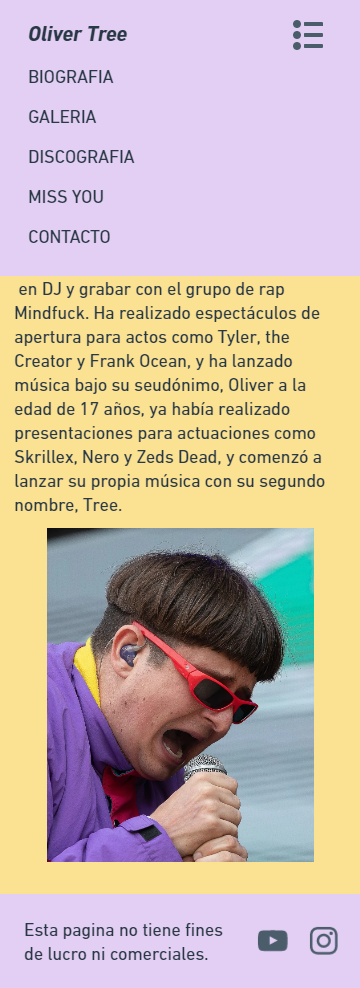 Oliver Tree
BIOGRAFIA
GALERIA
DISCOGRAFIA
MISS YOU
CONTACTO
en DJ y grabar con el grupo de rap
Mindfuck. Ha realizado espectáculos de
apertura para actos como Tyler, the
Creator y Frank Ocean, y ha lanzado
música bajo su seudónimo, Oliver a la
edad de 17 años, ya había realizado
presentaciones para actuaciones como
Skrillex, Nero y Zeds Dead, y comenzó a
lanzar su propia música con su segundo
nombre, Tree.
Esta pagina no tiene fines
de lucro ni comerciales.